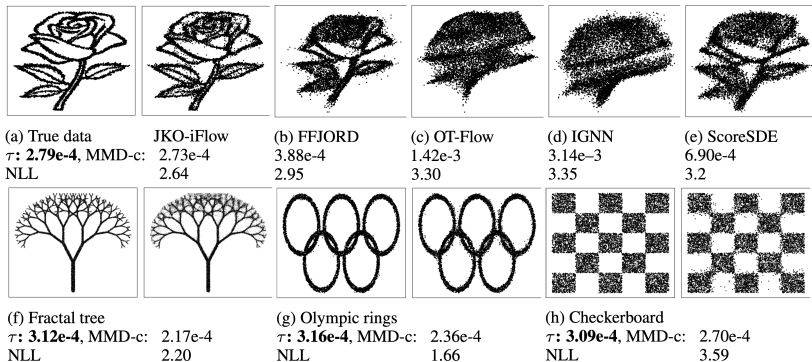 (a) True data JKO-iFlow (b) FFJORD (c) OT-Flow (d) IGNN (e) ScoreSDE
τ: 2.79e-4, MMD-c: 2.73e-4 3.88e-4 1.42e-3 3.14e–3 6.90e-4
NLL 2.64 2.95 3.30 3.35 3.2
(f) Fractal tree (g) Olympic rings (h) Checkerboard
τ: 3.12e-4, MMD-c: 2.17e-4 τ: 3.16e-4, MMD-c: 2.36e-4 τ: 3.09e-4, MMD-c: 2.70e-4
NLL 2.20 NLL 1.66 NLL 3.59